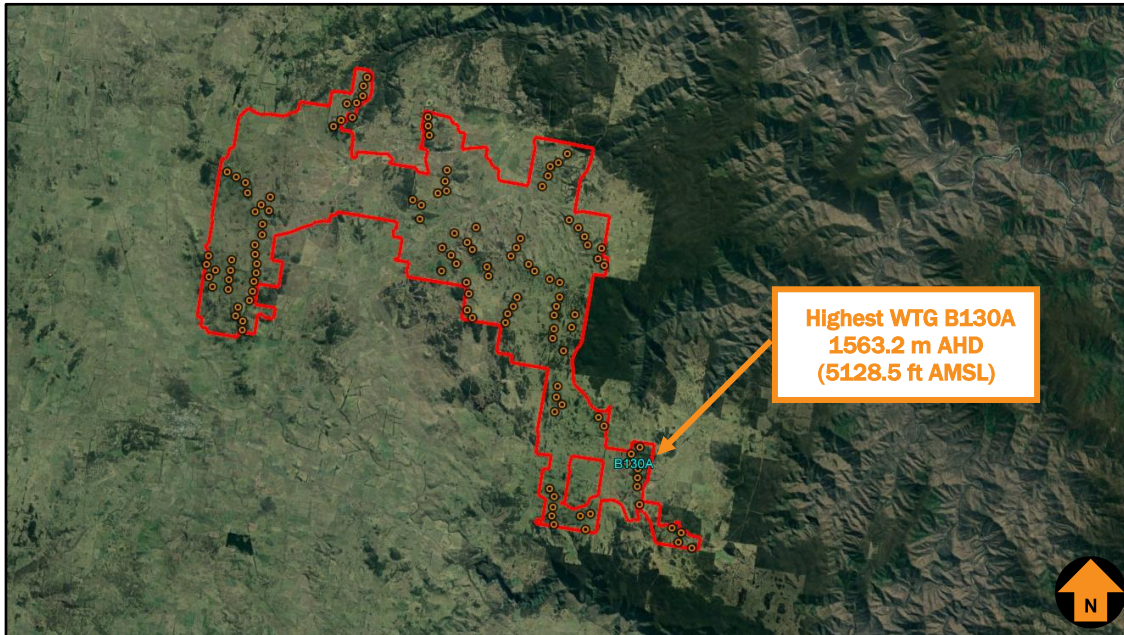 Highest WTG B130A
1563.2 m AHD
(5128.5 ft AMSL)
B130A
N